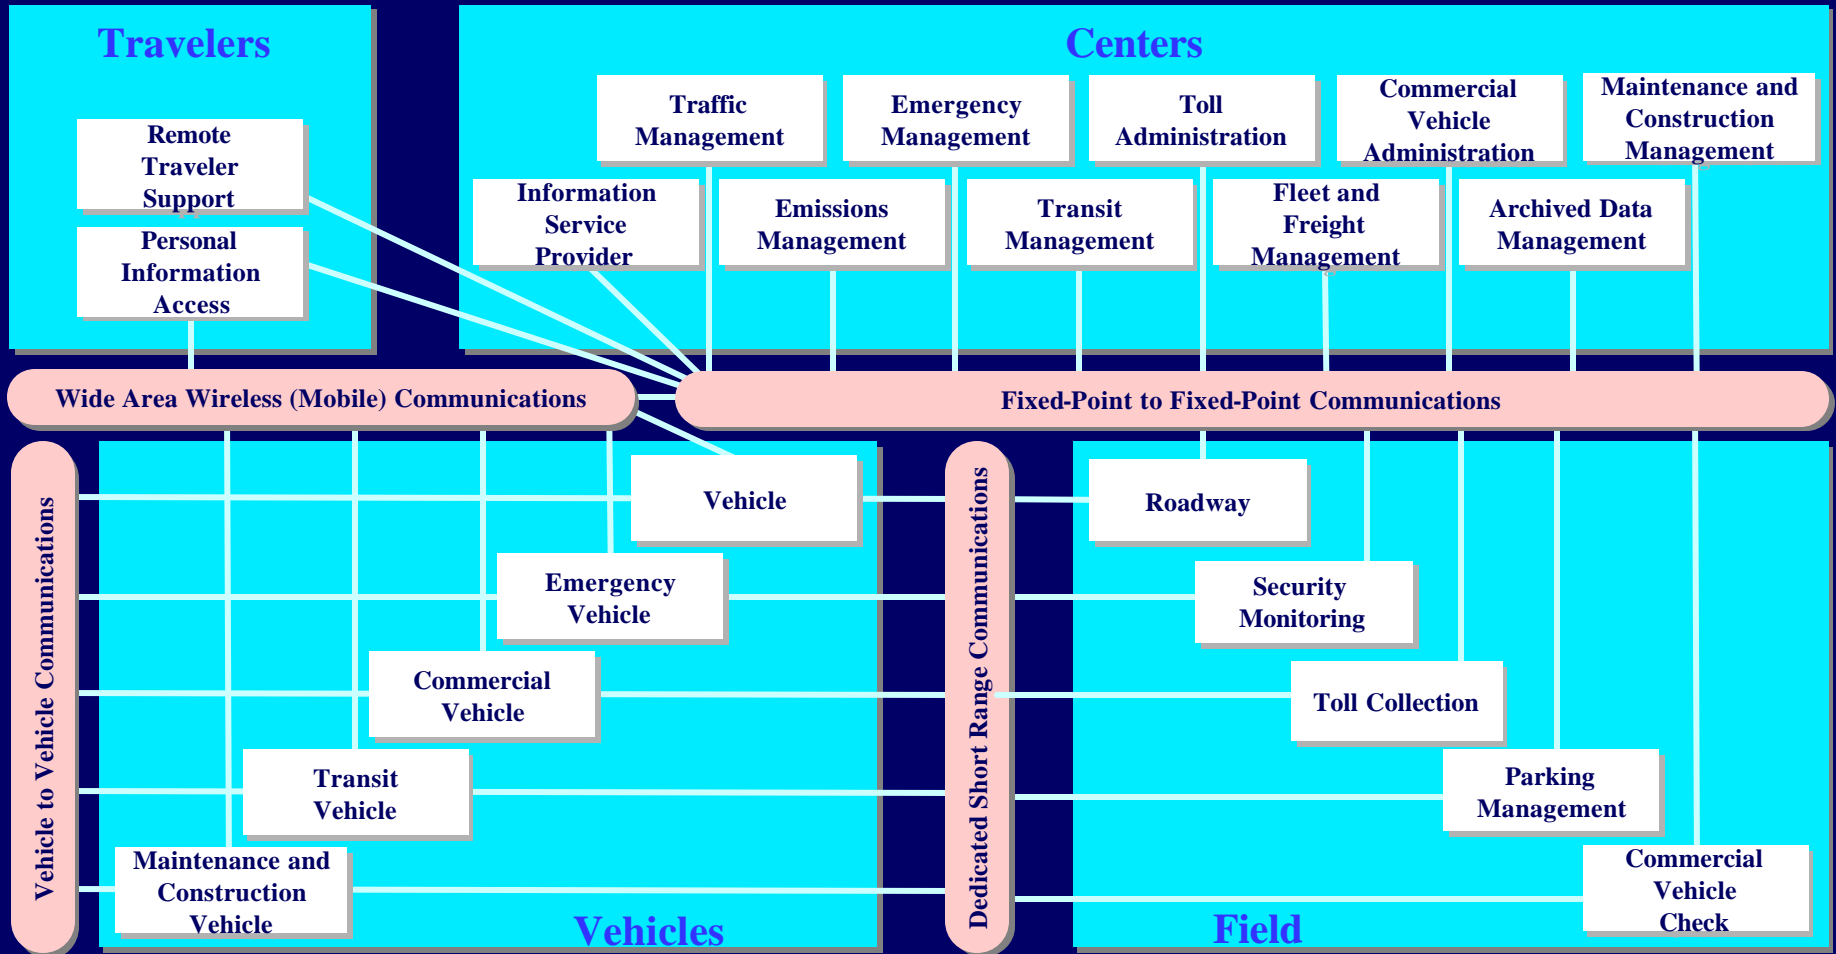 Travelers
Remote
Traveler
Support
Personal
Information
Access
Centers
Traffic
Management
Emergency
Management
Toll
Administration
Commercial
Vehicle
Administration
Maintenance and
Construction
Management
Information
Service
Provider
Emissions
Management
Transit
Management
Fleet and
Freight
Management
Archived Data
Management
Wide Area Wireless (Mobile) Communications
Fixed-Point to Fixed-Point Communications
Vehicle to Vehicle Communications
Vehicle
Emergency
Vehicle
Commercial
Vehicle
Transit
Vehicle
Maintenance and
Construction
Vehicle
Vehicles
Dedicated Short Range Communications
Roadway
Security
Monitoring
Toll Collection
Parking
Management
Commercial
Vehicle
Check
Field